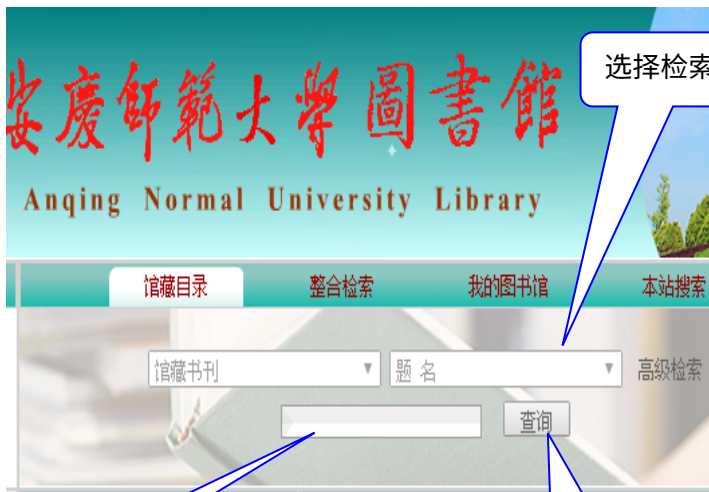 安慶師範大學圖書館
选择检索
Anqing Normal University Library
馆藏目录 整合检索 我的图书馆 本站搜索
馆藏书刊 题 名 高级检索
查询